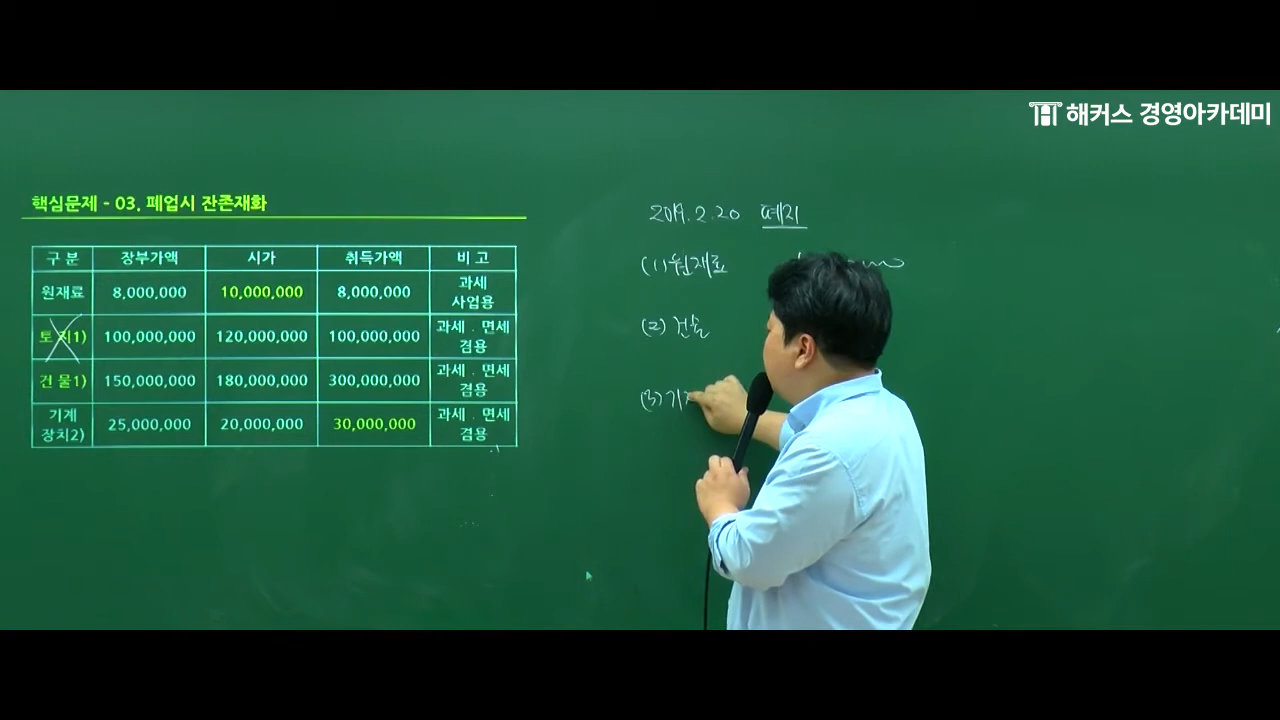 해커스 경영아카데미
핵심문제 - 03. 폐업시 잔존재화
구 분 장부가액 시가 취득가액 비 고
원재료 8,000,000 10,000,000 8,000,000 과세
사업용
토지1) 100,000,000 120,000,000 100,000,000 과세 . 면세
겸용
건 물1) 150,000,000 180,000,000 300,000,000 과세 . 면세
겸용
기계
장치2) 25,000,000 20,000,000 30,000,000 과세 . 면세
겸용
2019.2.20 폐지
(1) 원재료
(2) 건물
(3) 기